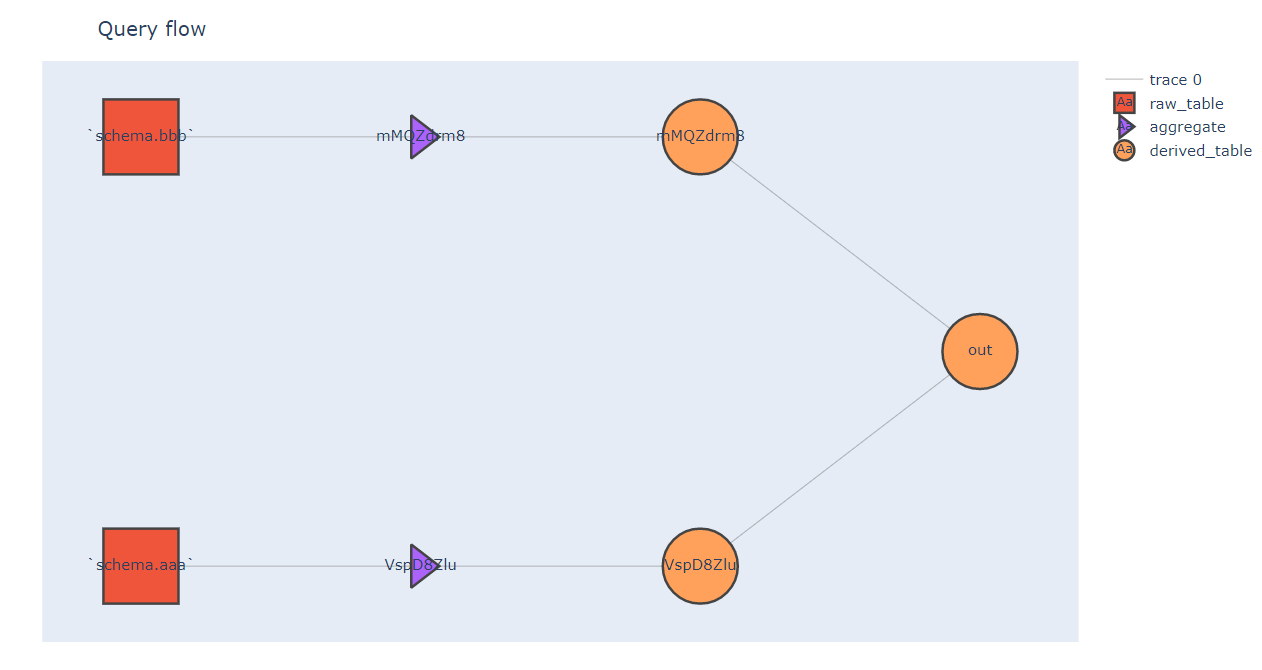 Query flow
trace 0
Aa raw_table
Aa aggregate
Aa derived_table
`schema.bbb`
mMQZdrm8
mMQZdrm8
out
`schema.aaa`
VspD8Zlu
VspD8Zlu